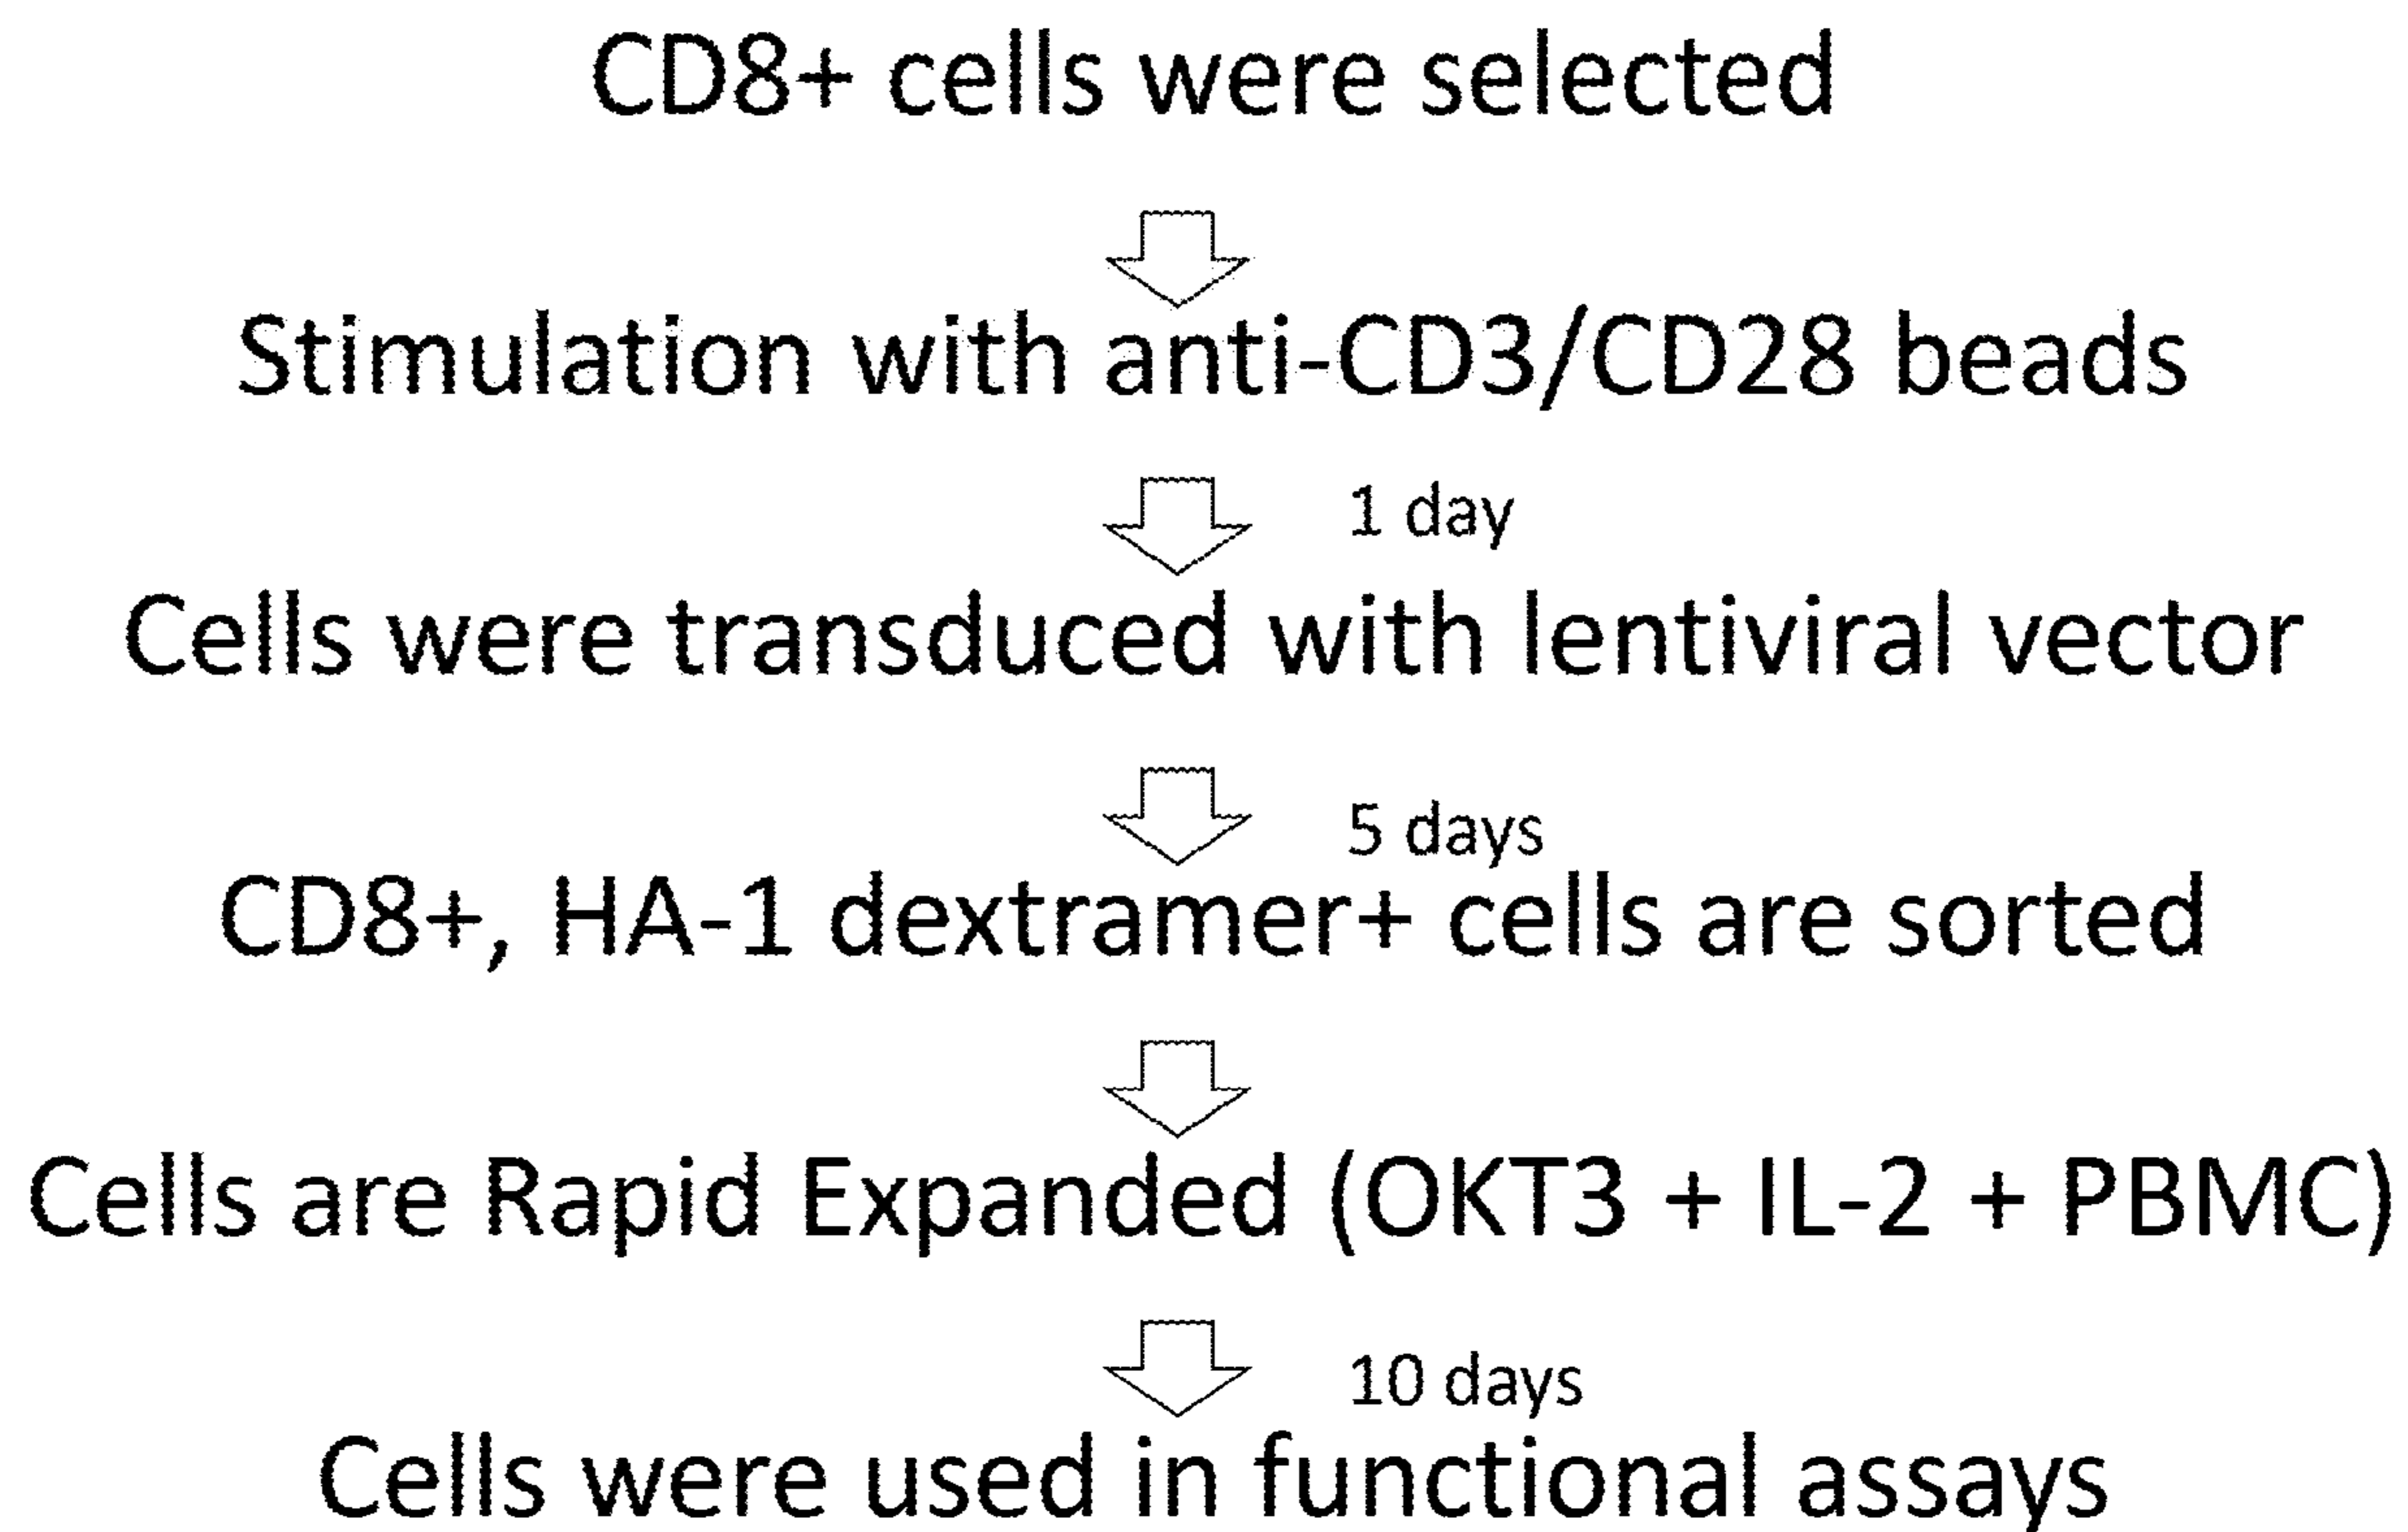 CD8+ cells were selected
Stimulation with anti-CD3/CD28 beads
1 day
Cells were transduced with lentiviral vector
5 days
CD8+, HA-1 dextramer+ cells are sorted
Cells are Rapid Expanded (OKT3 + IL-2 + PBMC)
10 days
Cells were used in functional assays